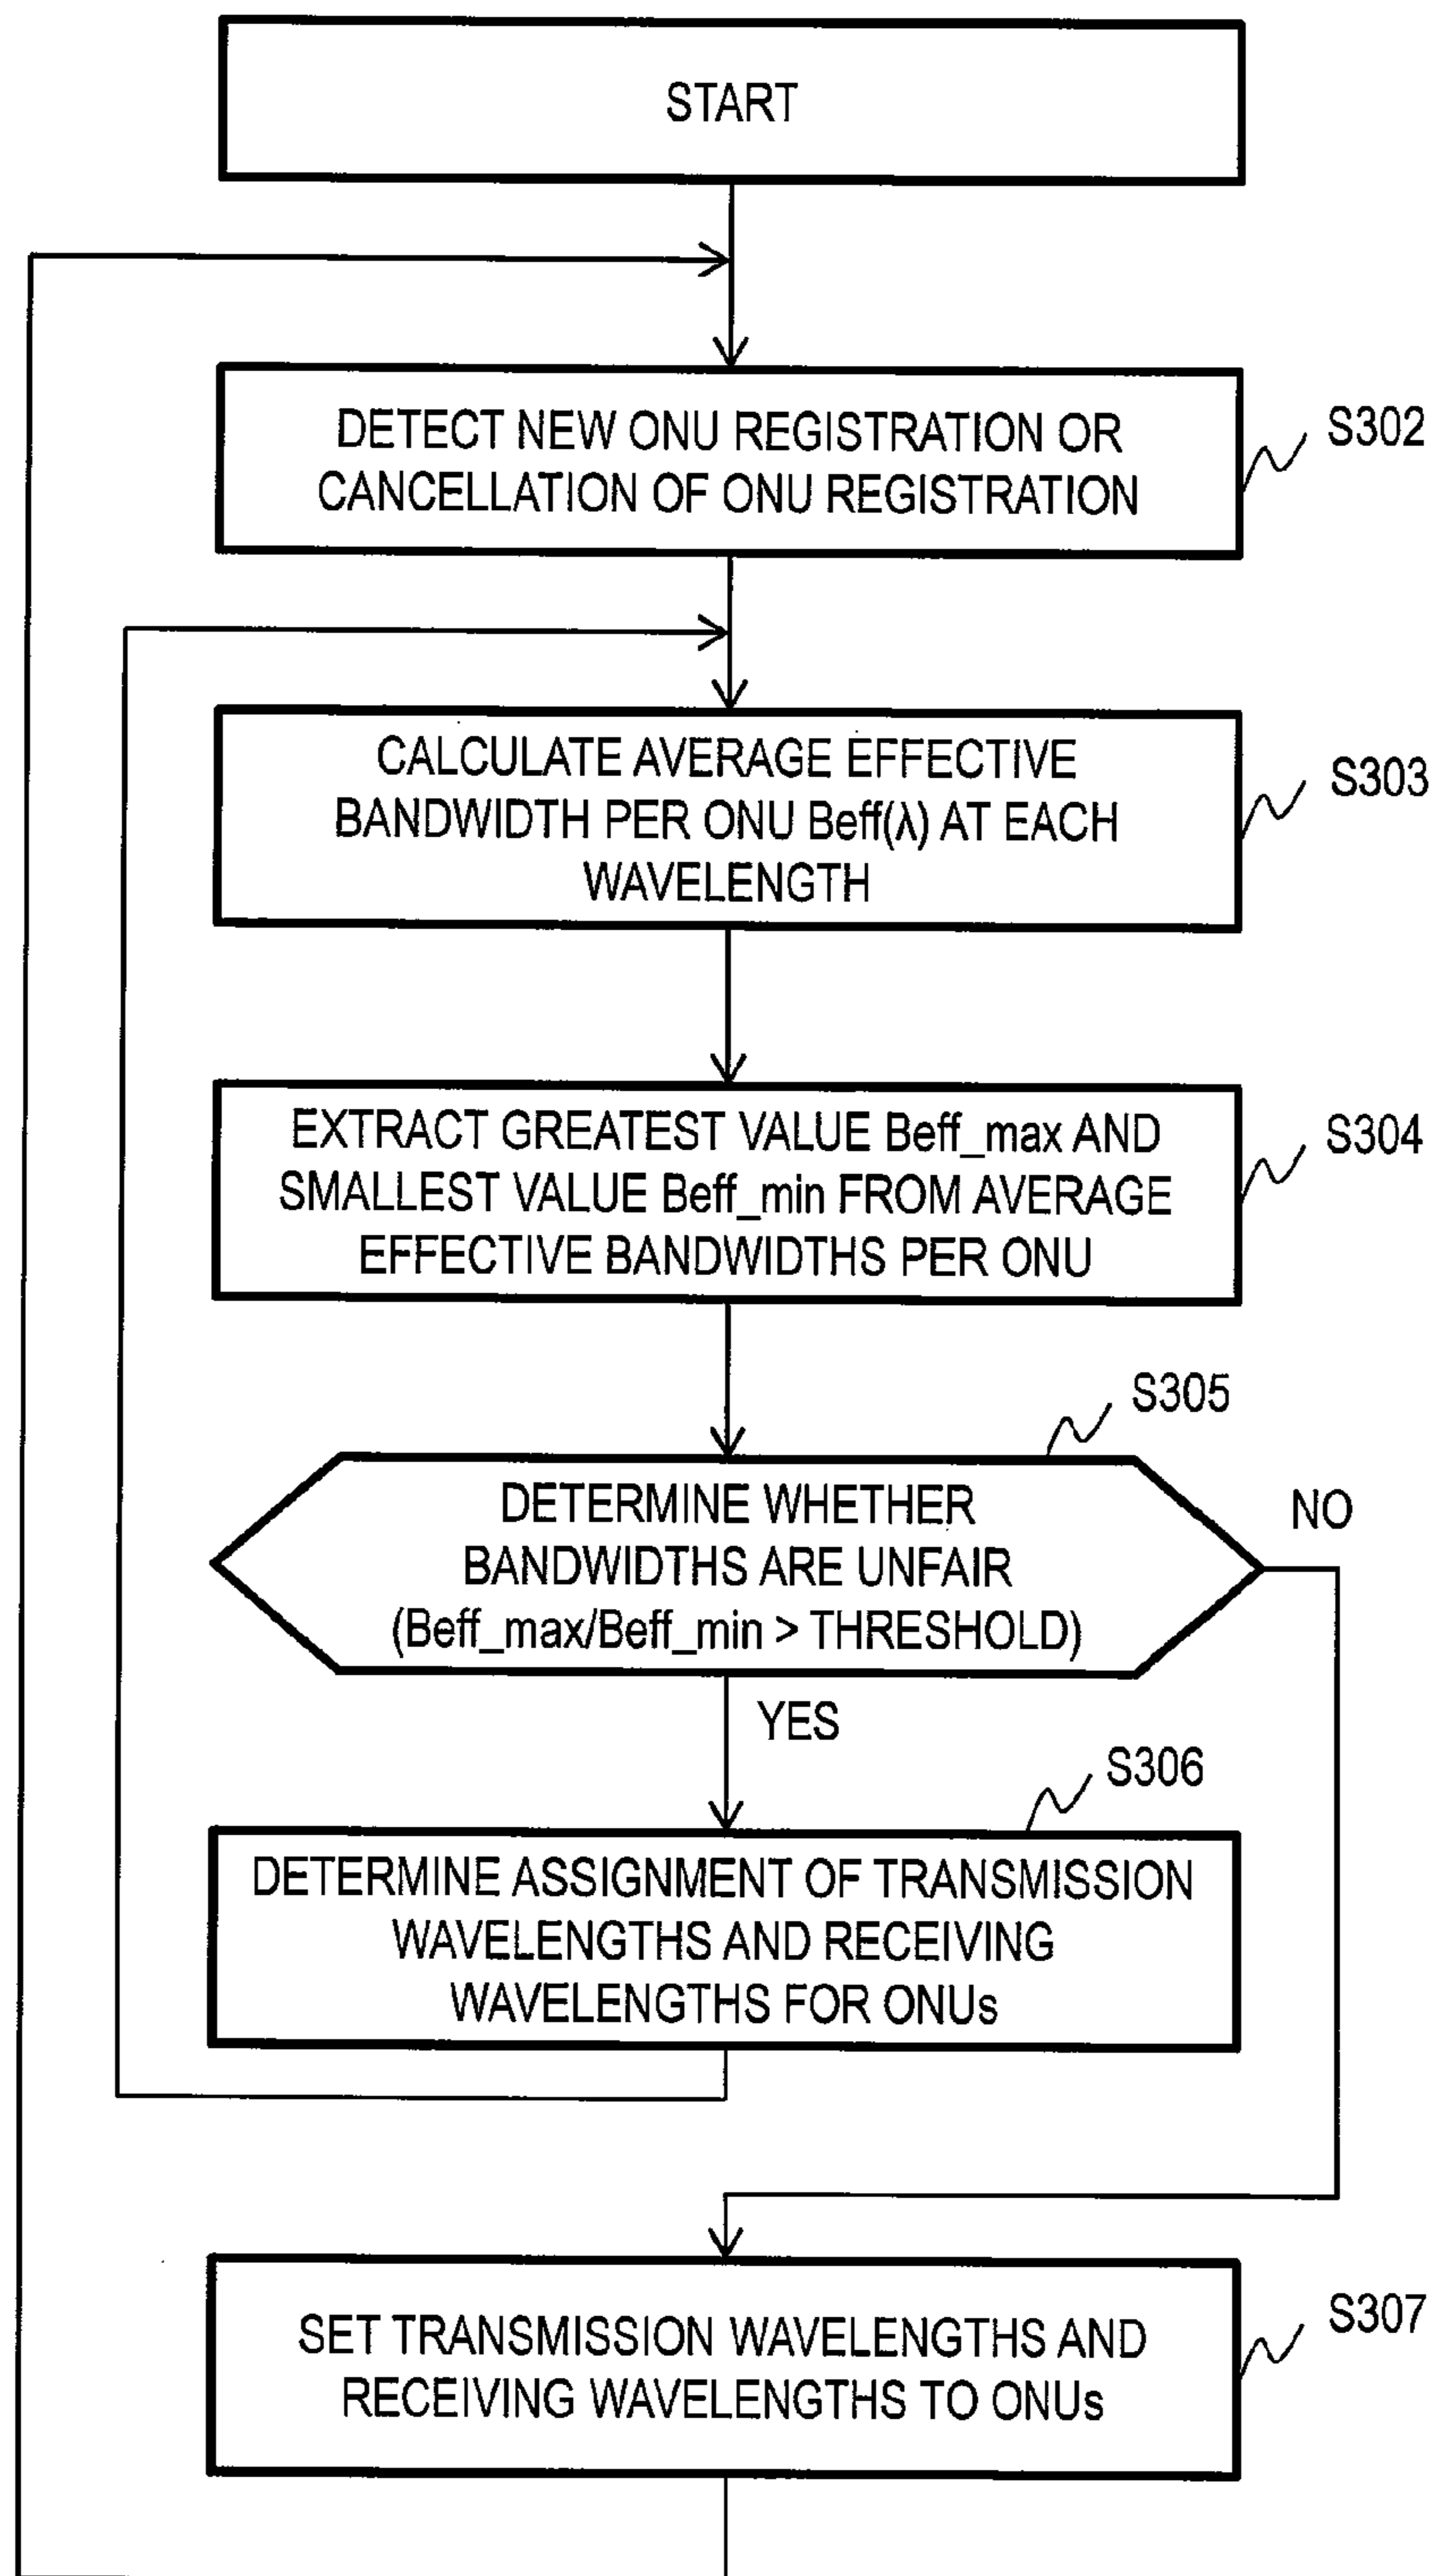 START
DETECT NEW ONU REGISTRATION OR
CANCELLATION OF ONU REGISTRATION
S302
CALCULATE AVERAGE EFFECTIVE
BANDWIDTH PER ONU Beff(λ) AT EACH
WAVELENGTH
S303
EXTRACT GREATEST VALUE Beff_max AND
SMALLEST VALUE Beff_min FROM AVERAGE
EFFECTIVE BANDWIDTHS PER ONU
S304
S305
DETERMINE WHETHER
BANDWIDTHS ARE UNFAIR
(Beff_max/Beff_min > THRESHOLD)
NO
YES
S306
DETERMINE ASSIGNMENT OF TRANSMISSION
WAVELENGTHS AND RECEIVING
WAVELENGTHS FOR ONUs
SET TRANSMISSION WAVELENGTHS AND
RECEIVING WAVELENGTHS TO ONUs
S307